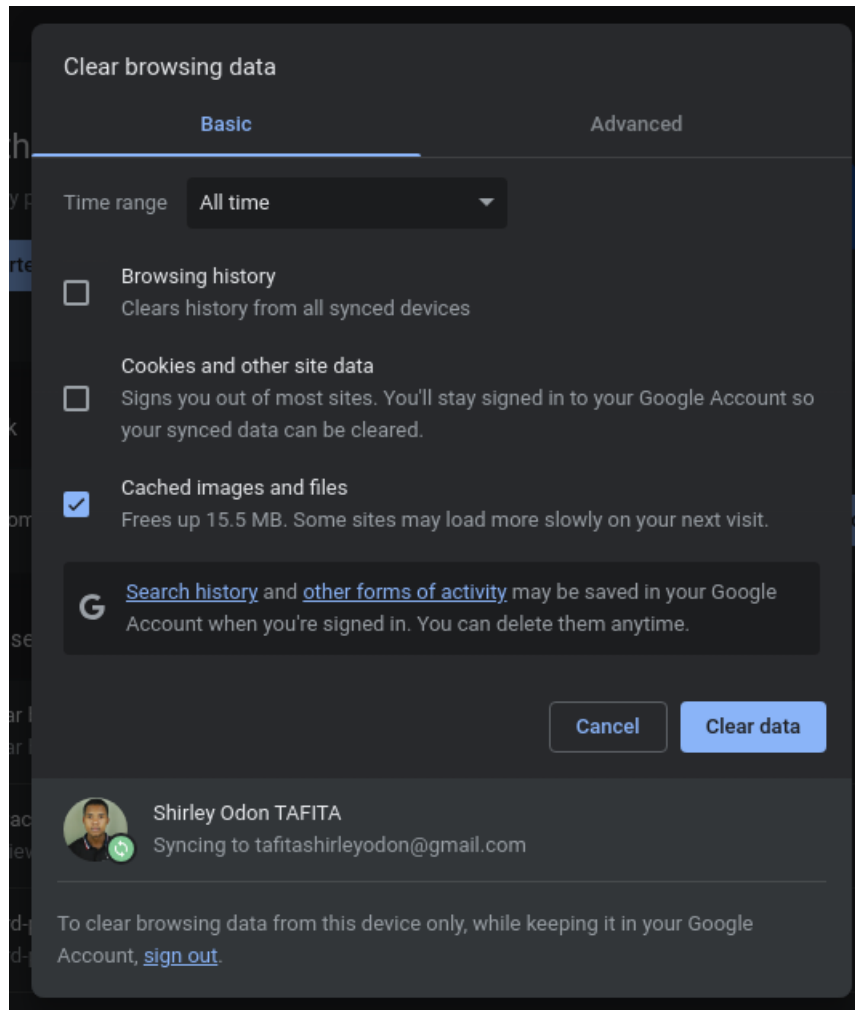 Clear browsing data
Basic
Advanced
Time range
All time
Browsing history
Clears history from all synced devices
Cookies and other site data
Signs you out of most sites. You'll stay signed in to your Google Account so
your synced data can be cleared.
Cached images and files
Frees up 15.5 MB. Some sites may load more slowly on your next visit.
G
Search history and other forms of activity may be saved in your Google
Account when you're signed in. You can delete them anytime.
Cancel
Clear data
Shirley Odon TAFITA
Syncing to tafitashirleyodon@gmail.com
To clear browsing data from this device only, while keeping it in your Google
Account, sign out.